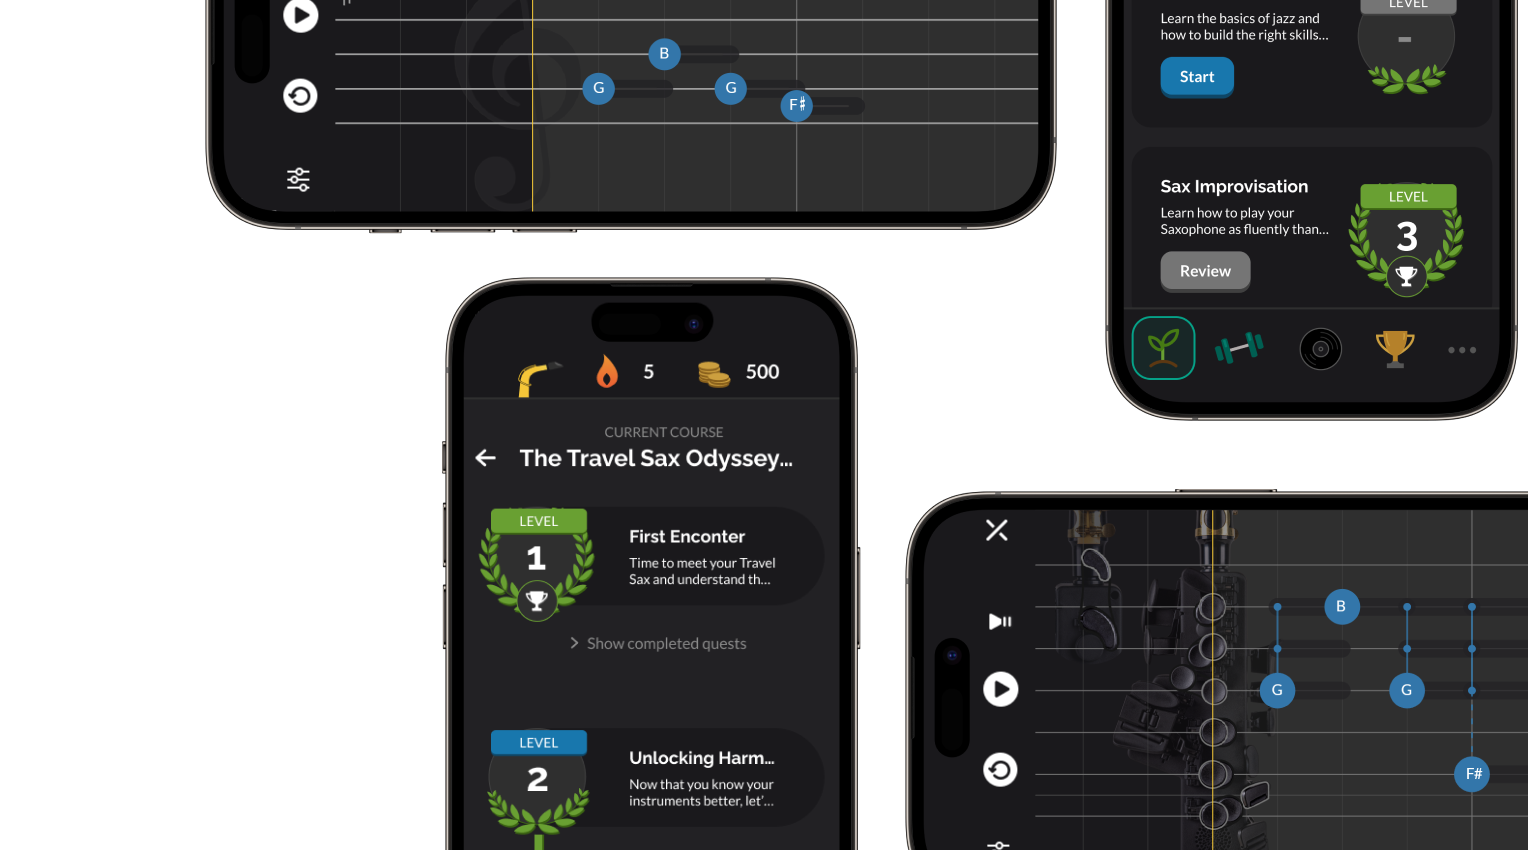 B
G
G
F♯
LEVEL
Learn the basics of jazz and
how to build the right skills...
-
Start
Sax Improvisation
Learn how to play your
Saxophone as fluently than...
Review
LEVEL
3
5
500
CURRENT COURSE
The Travel Sax Odyssey...
LEVEL
1
First Enconter
Time to meet your Travel
Sax and understand th...
Show completed quests
LEVEL
2
Unlocking Harm...
Now that you know your
instruments better, let'...
B
G
G
F#